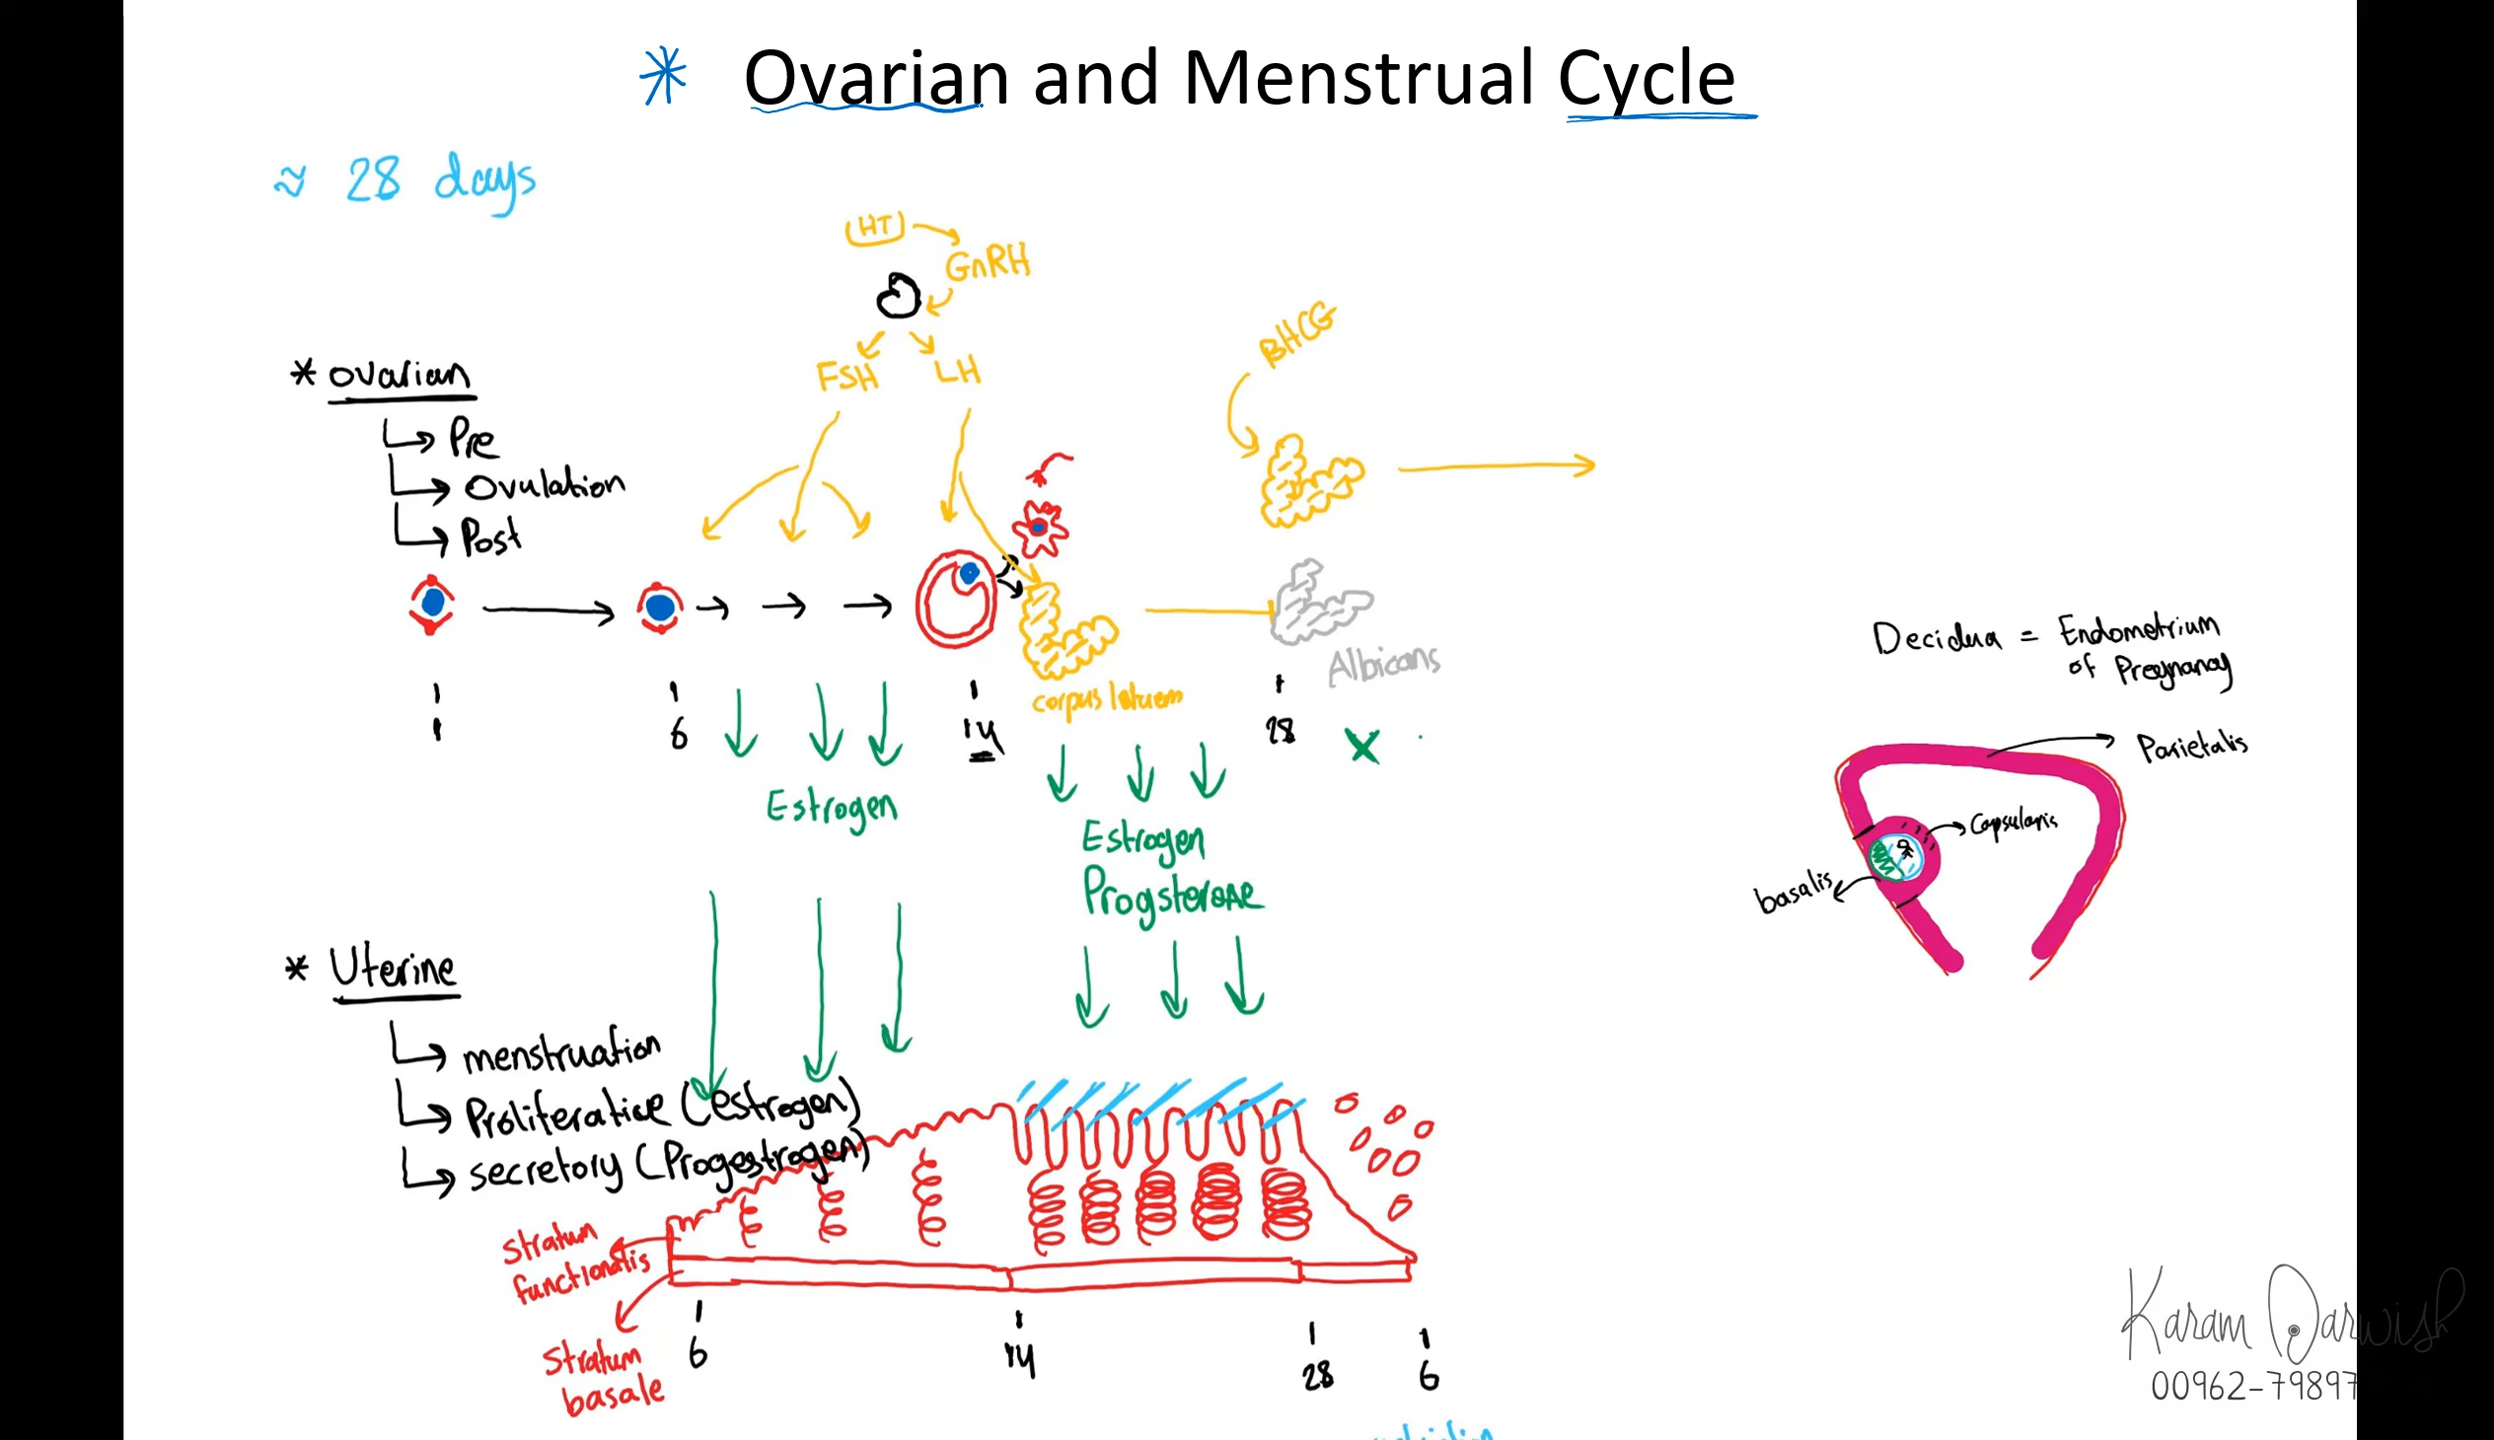 * Ovarian and Menstrual Cycle
≈ 28 days
HT
GnRH
FSH LH
BHCG
* ovarian
Pre
Ovulation
Post
Albicans
corpus lutuem
1 6 14 28
x
Estrogen
Estrogen
Progsterone
Decidua = Endometrium
of Pregnancy
Parietalis
Capsularis
basalis
* Uterine
menstruation
Proliferative (estrogen)
secretory (Progestrogen)
stratum
functionalis
Stratum
basale
6 14 28 6
Karam Darwish
00962-79897